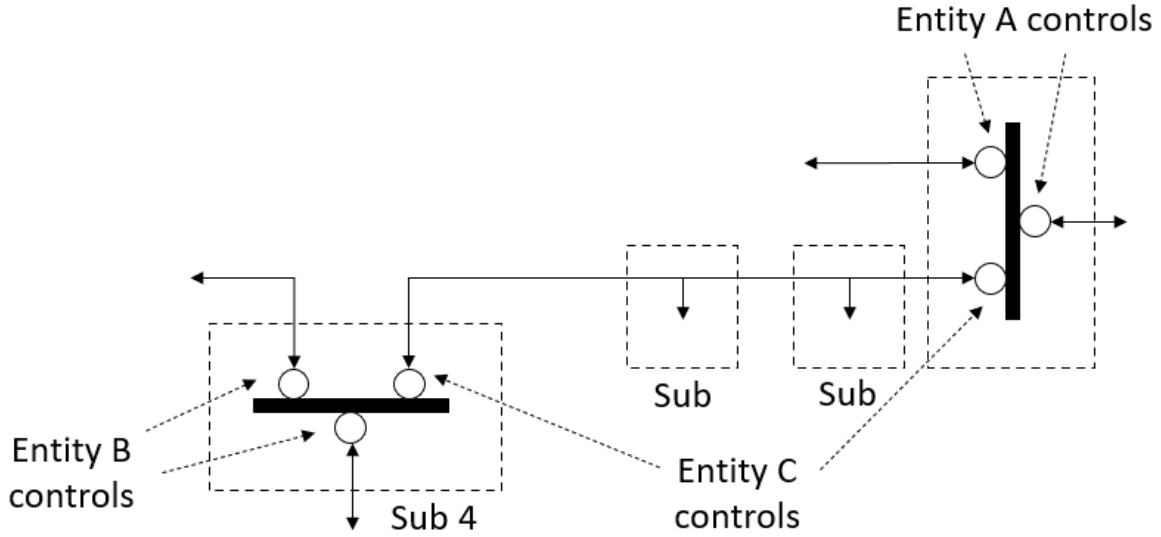 Entity A controls
Sub
Sub
Entity B
controls
Entity C
controls
Sub 4